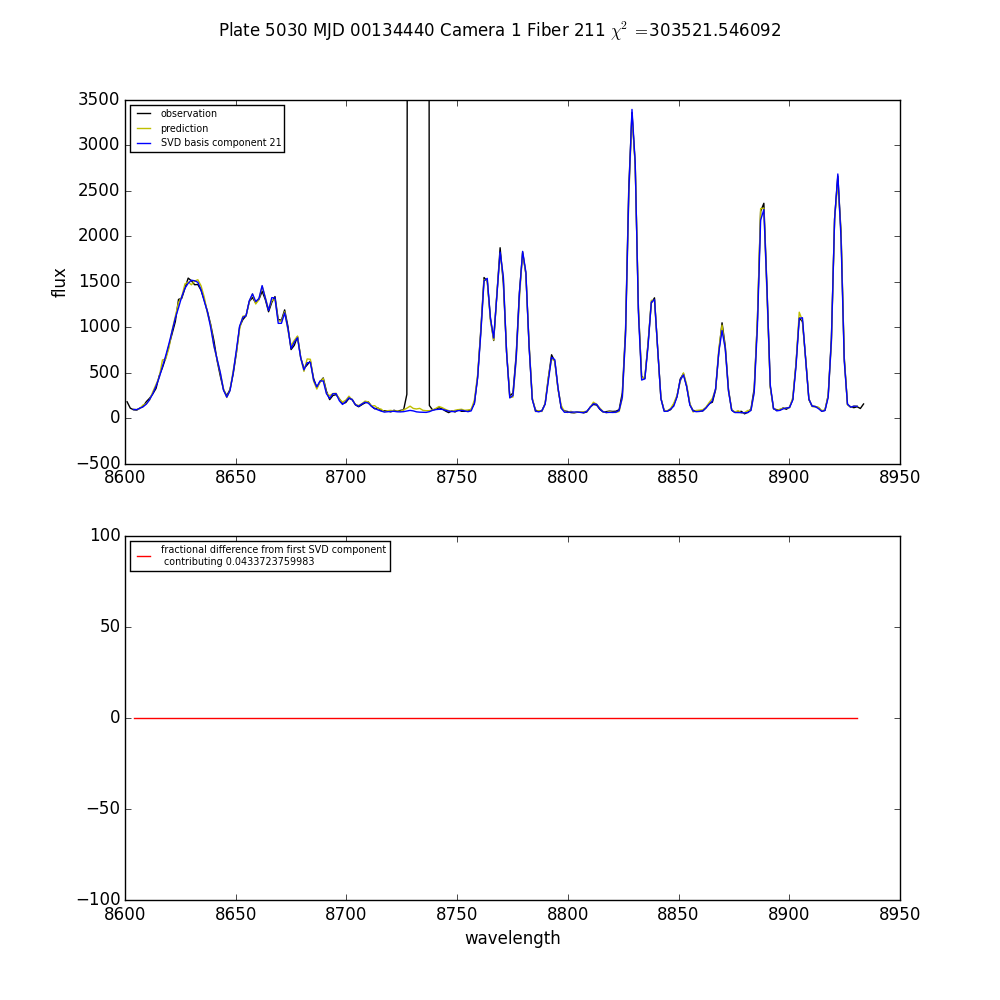 Plate 5030 MJD 00134440 Camera 1 Fiber 211 χ² =303521.546092
3500
3000
2500
2000
1500
1000
500
0
−500
flux
observation
prediction
SVD basis component 21
8600 8650 8700 8750 8800 8850 8900 8950
100
50
0
−50
−100
fractional difference from first SVD component
contributing 0.0433723759983
8600 8650 8700 8750 8800 8850 8900 8950
wavelength